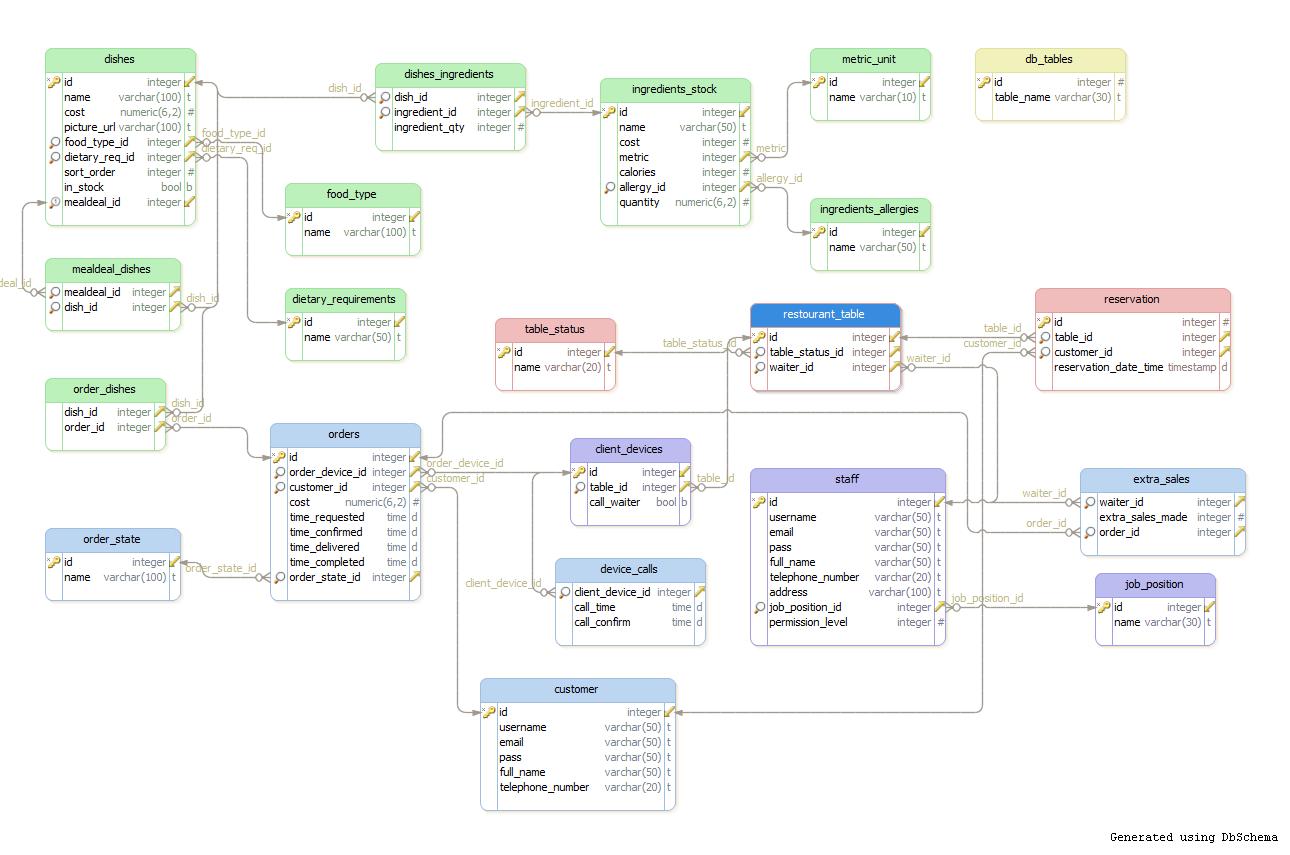 dishes
id integer
name varchar(100) t
cost numeric(6,2) #
picture_url varchar(100) t
food_type_id integer
dietary_req_id integer
sort_order integer #
in_stock bool b
mealdeal_id integer
food_type_id
dietary_req_id
dish_id
dishes_ingredients
dish_id integer
ingredient_id integer
ingredient_qty integer #
ingredient_id
ingredients_stock
id integer
name varchar(50) t
cost integer #
metric integer
calories integer #
allergy_id integer
quantity numeric(6,2) #
metric
allergy_id
metric_unit
id integer
name varchar(10) t
db_tables
id integer #
table_name varchar(30) t
ingredients_allergies
id integer
name varchar(50) t
food_type
id integer
name varchar(100) t
mealdeal_dishes
mealdeal_id integer
dish_id integer
deal_id
dish_id
dietary_requirements
id integer
name varchar(50) t
table_status
id integer
name varchar(20) t
table_status_id
restourant_table
id integer
table_status_id integer
waiter_id integer
waiter_id
table_id
customer_id
reservation
id integer #
table_id integer
customer_id integer
reservation_date_time timestamp d
order_dishes
dish_id integer
order_id integer
dish_id
order_id
orders
id integer
order_device_id integer
customer_id integer
cost numeric(6,2) #
time_requested time d
time_confirmed time d
time_delivered time d
time_completed time d
order_state_id integer
order_device_id
customer_id
order_state
id integer
name varchar(100) t
order_state_id
client_devices
id integer
table_id integer
call_waiter bool b
table_id
device_calls
client_device_id integer
call_time time d
call_confirm time d
client_device_id
staff
id integer
username varchar(50) t
email varchar(50) t
pass varchar(50) t
full_name varchar(50) t
telephone_number varchar(20) t
address varchar(100) t
job_position_id integer
permission_level integer #
job_position_id
waiter_id
order_id
extra_sales
waiter_id integer
extra_sales_made integer #
order_id integer
job_position
id integer
name varchar(30) t
customer
id integer
username varchar(50) t
email varchar(50) t
pass varchar(50) t
full_name varchar(50) t
telephone_number varchar(20) t
Generated using DbSchema